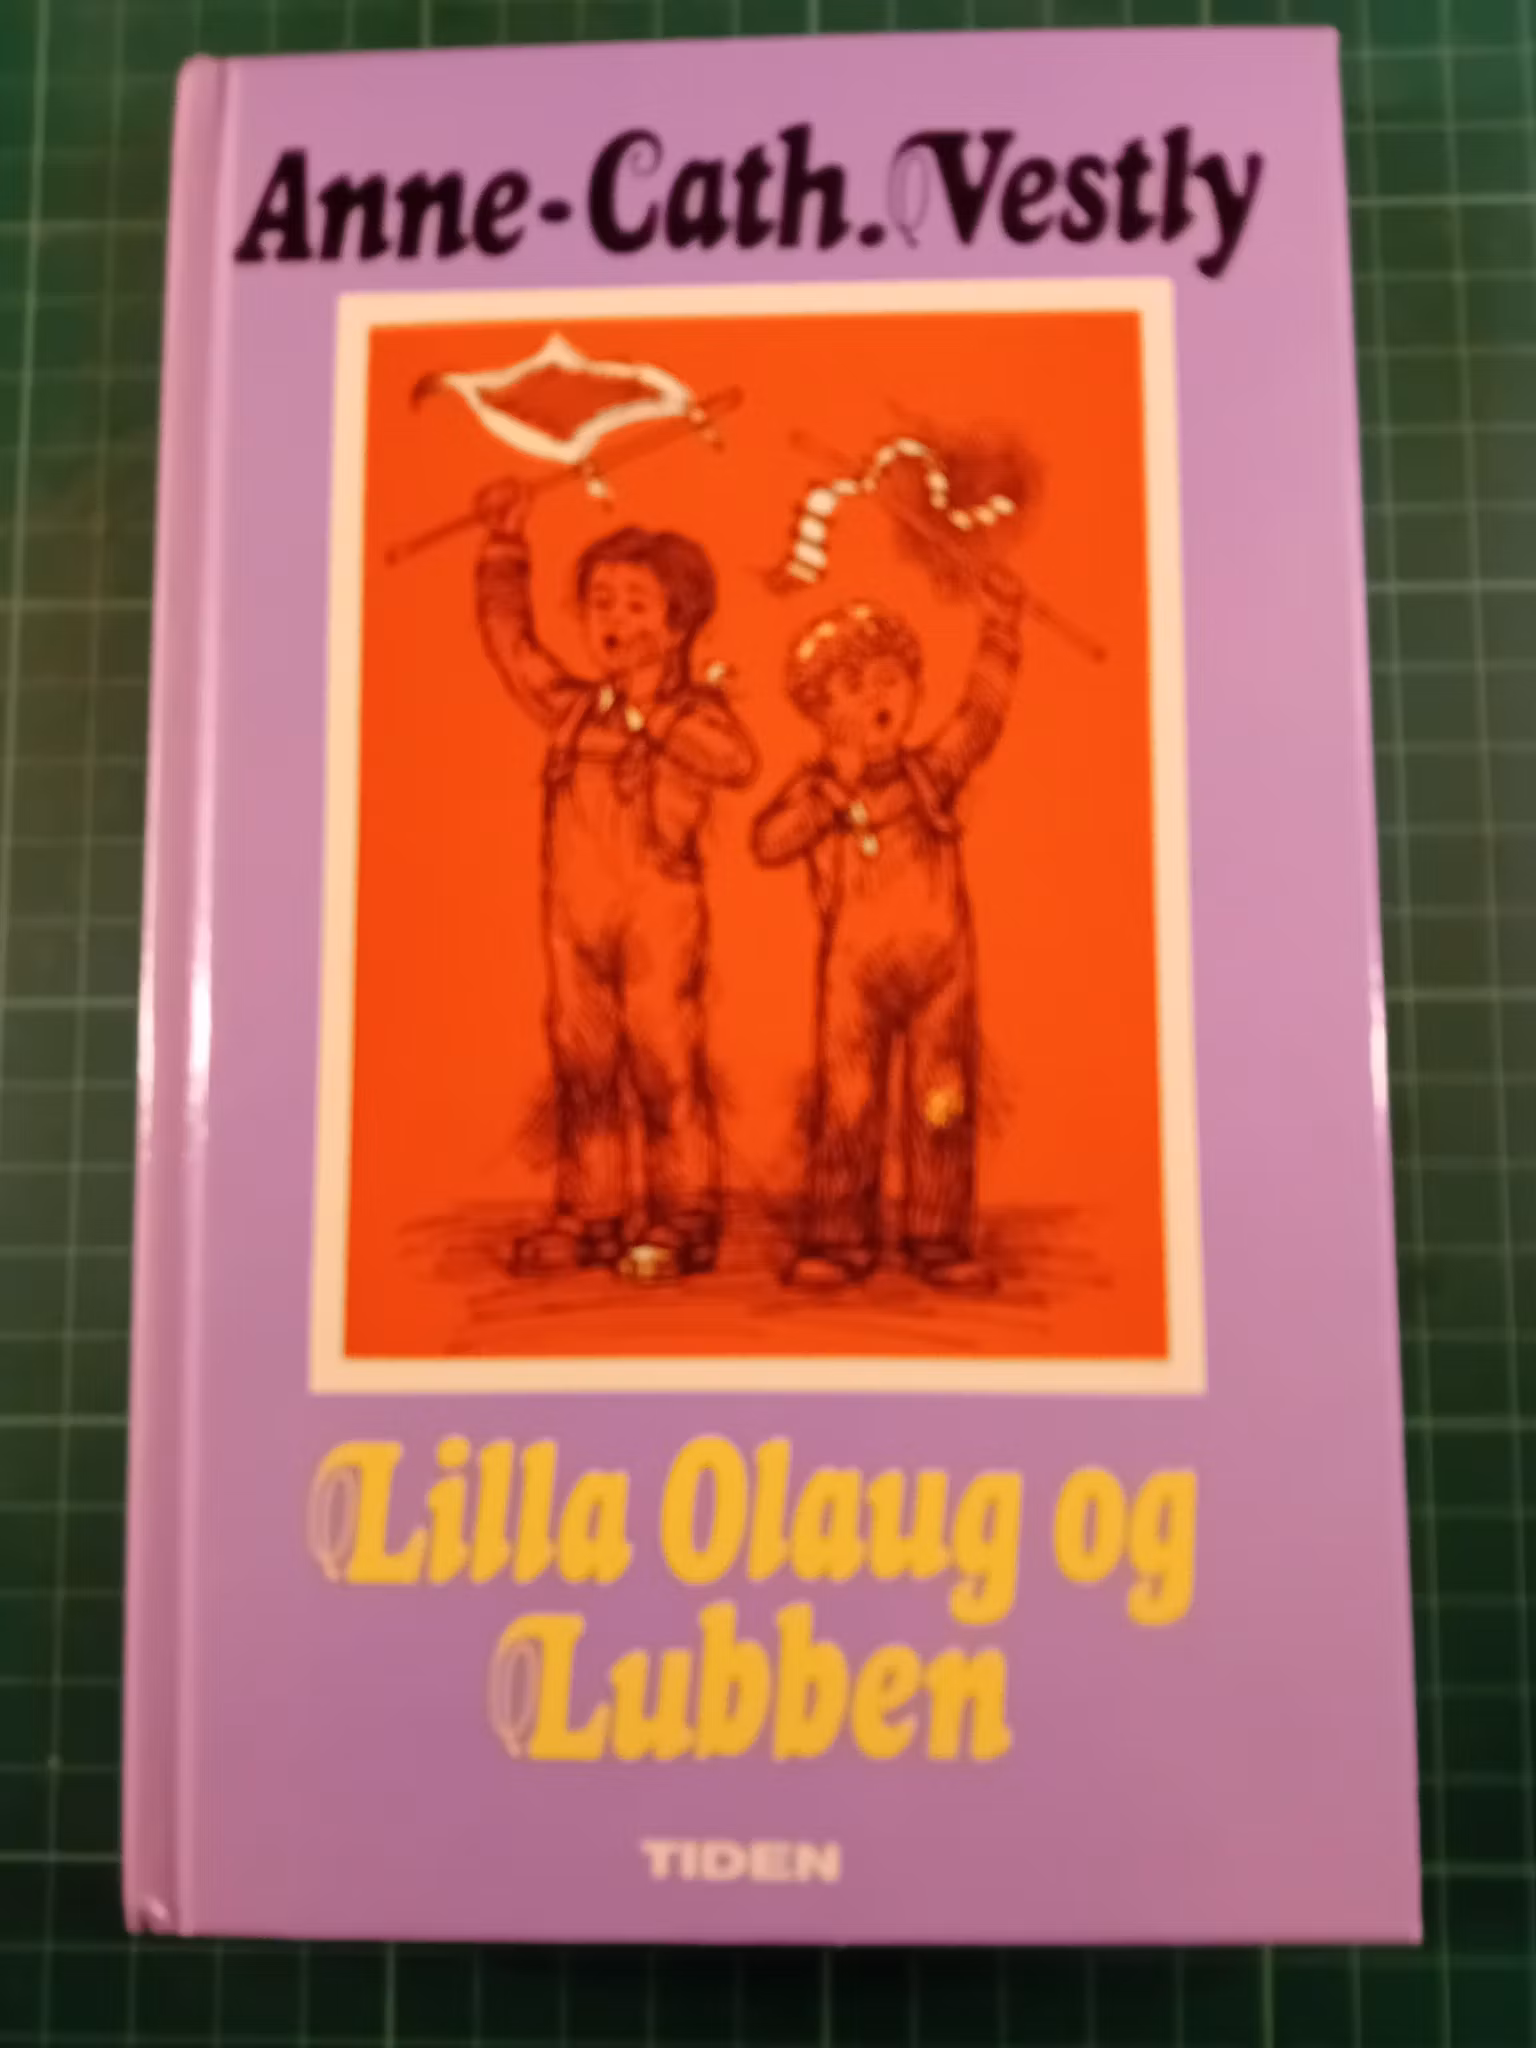 Anne-Cath. Vestly
Lilla Olaug og
Lubben
TIDEN